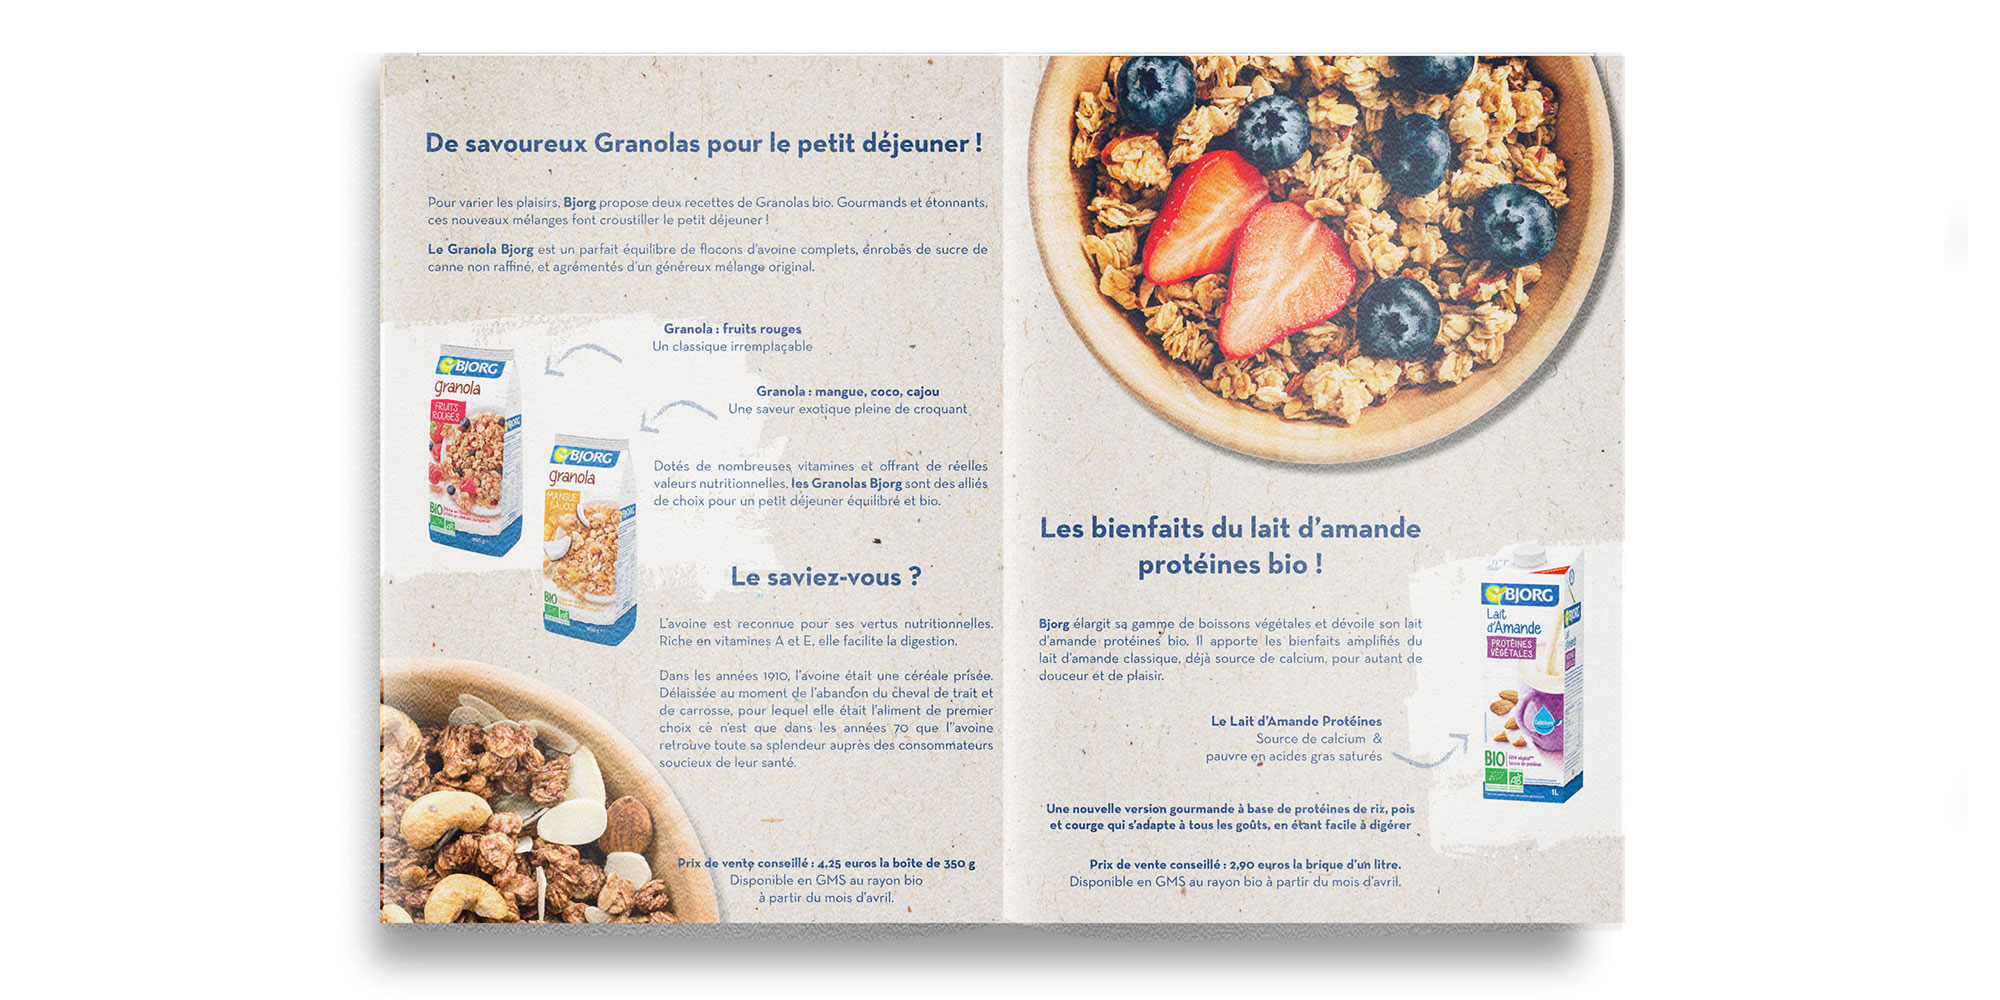 De savoureux Granolas pour le petit déjeuner !
Pour varier les plaisirs, Bjorg propose deux recettes de Granolas bio. Gourmands et étonnants,
ces nouveaux mélanges font croustiller le petit déjeuner !
Le Granola Bjorg est un parfait équilibre de flocons d'avoine complets, énrobés de sucre de
canne non raffiné, et agrémentés d'un généreux mélange original.
Granola : fruits rouges
Un classique irremplaçable
Granola : mangue, coco, cajou
Une saveur exotique pleine de croquant
BJORG
granola
FRUITS
ROUGES
BJORG
BIO
AB
350 g
BJORG
granola
MANGUE
CAJOU
BJORG
BIO
AB
350 g
Dotés de nombreuses vitamines et offrant de réelles
valeurs nutritionnelles, les Granolas Bjorg sont des alliés
de choix pour un petit déjeuner équilibré et bio.
Le saviez-vous ?
L'avoine est reconnue pour ses vertus nutritionnelles.
Riche en vitamines A et E, elle facilite la digestion.
Dans les années 1910, l'avoine était une céréale prisée.
Délaissée au moment de l'abandon du cheval de trait et
de carrosse, pour lequel elle était l'aliment de premier
choix ce n'est que dans les années 70 que l''avoine
retrouve toute sa splendeur auprès des consommateurs
soucieux de leur santé.
Prix de vente conseillé : 4,25 euros la boîte de 350 g
Disponible en GMS au rayon bio
à partir du mois d'avril.
Les bienfaits du lait d'amande
protéines bio !
Bjorg élargit sa gamme de boissons végétales et dévoile son lait
d'amande protéines bio. Il apporte les bienfaits amplifiés du
lait d'amande classique, déjà source de calcium, pour autant de
douceur et de plaisir.
Le Lait d'Amande Protéines
Source de calcium &
pauvre en acides gras saturés
BJORG
Lait
d'Amande
PROTÉINES
VÉGÉTALES
BJORG
Calcium
BIO
AB
1L
Une nouvelle version gourmande à base de protéines de riz, pois
et courge qui s'adapte à tous les goûts, en étant facile à digérer
Prix de vente conseillé : 2,90 euros la brique d'un litre.
Disponible en GMS au rayon bio à partir du mois d'avril.